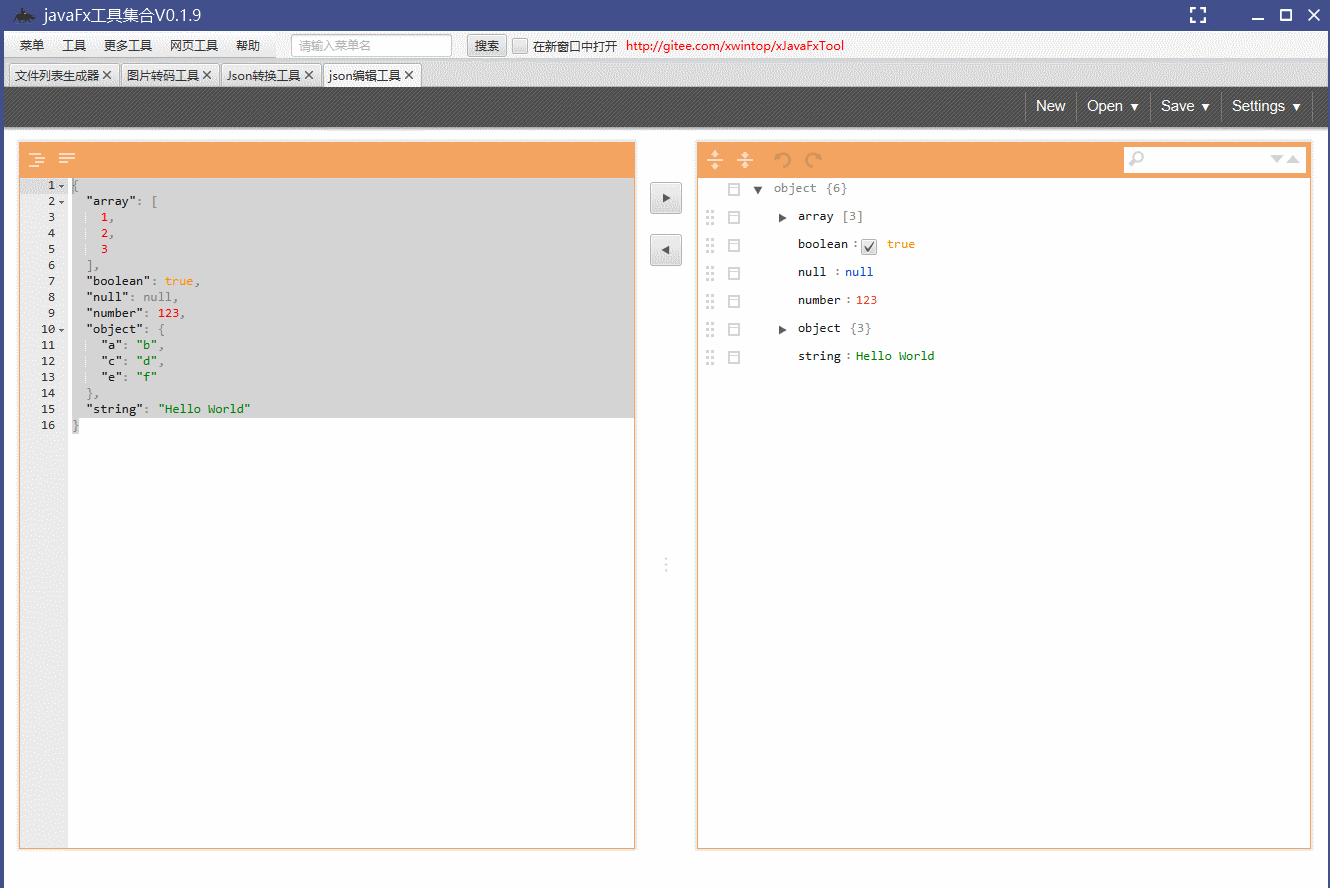 javaFx工具集合V0.1.9
菜单 工具 更多工具 网页工具 帮助 请输入菜单名 搜索 在新窗口中打开 http://gitee.com/xwintop/xJavaFxTool
文件列表生成器 图片转码工具 Json转换工具 json编辑工具
New Open Save Settings
1 {
2 "array": [
3 1,
4 2,
5 3
6 ],
7 "boolean": true,
8 "null": null,
9 "number": 123,
10 "object": {
11 "a": "b",
12 "c": "d",
13 "e": "f"
14 },
15 "string": "Hello World"
16 }
object {6}
array [3]
boolean : true
null : null
number : 123
object {3}
string : Hello World